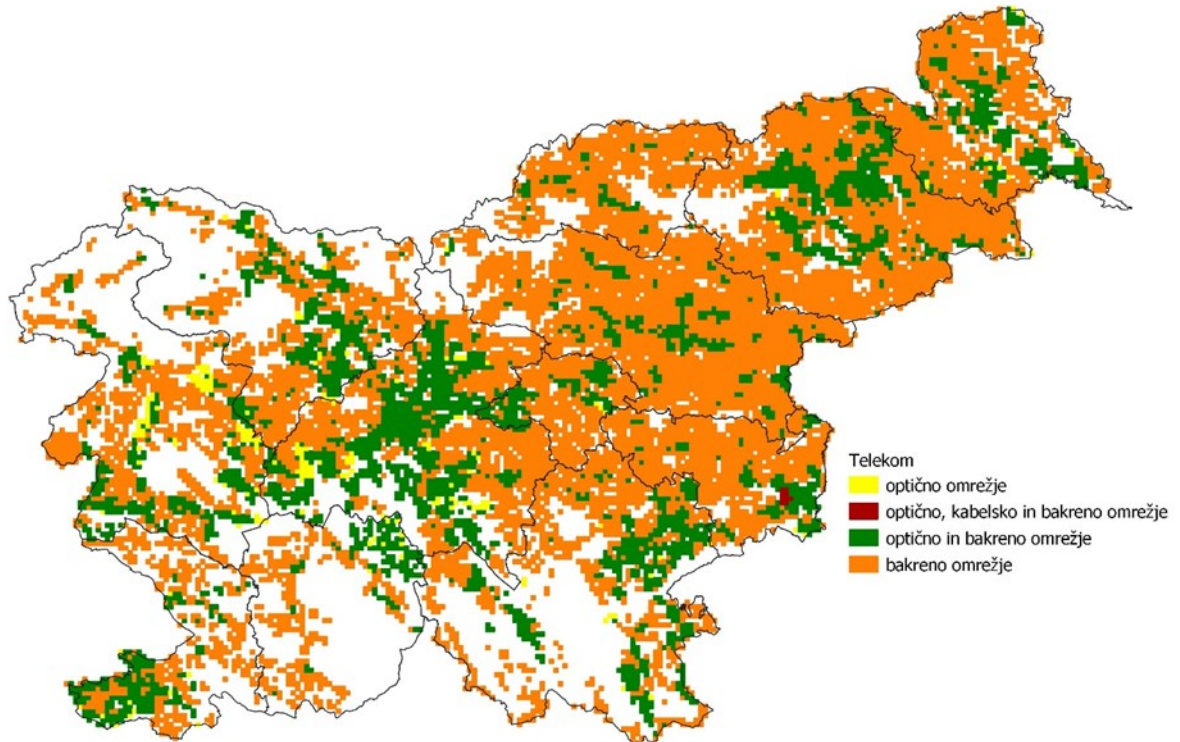 Telekom
optično omrežje
optično, kabelsko in bakreno omrežje
optično in bakreno omrežje
bakreno omrežje